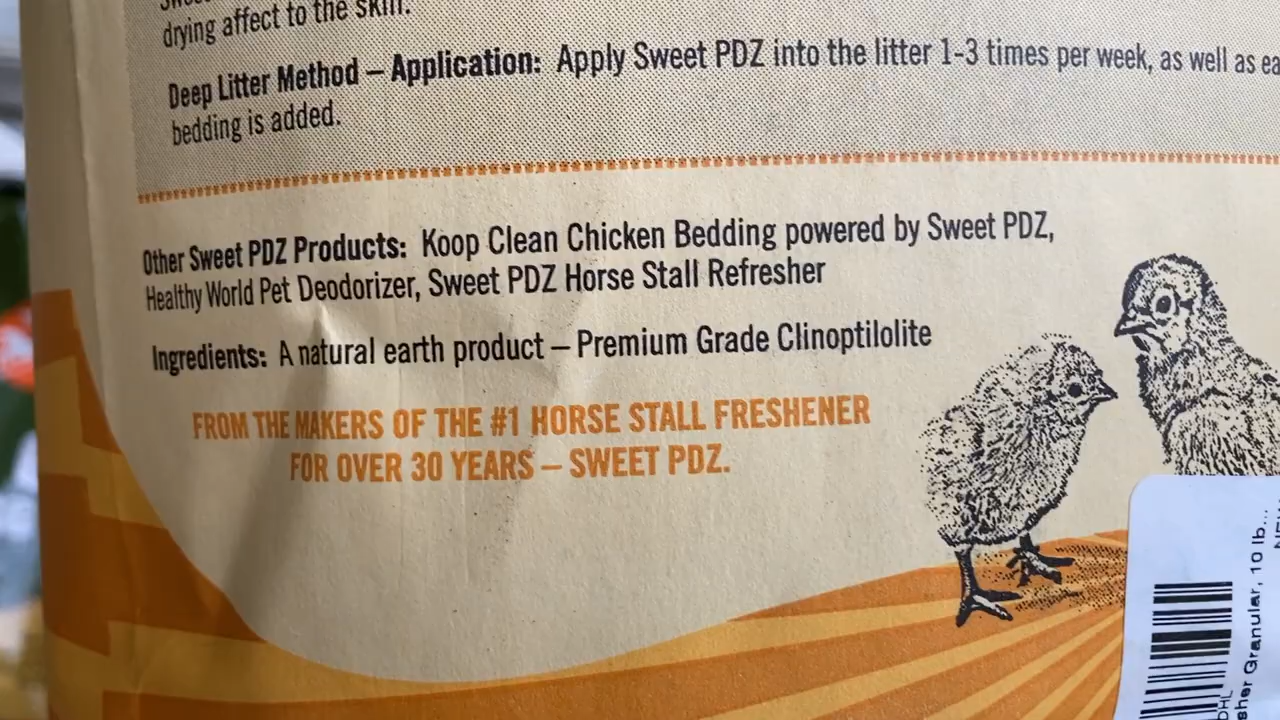 drying affect to the skin.
Deep Litter Method – Application: Apply Sweet PDZ into the litter 1-3 times per week, as well as
bedding is added.
Other Sweet PDZ Products: Koop Clean Chicken Bedding powered by Sweet PDZ,
Healthy World Pet Deodorizer, Sweet PDZ Horse Stall Refresher
Ingredients: A natural earth product – Premium Grade Clinoptilolite
FROM THE MAKERS OF THE #1 HORSE STALL FRESHENER
FOR OVER 30 YEARS – SWEET PDZ.
Granular, 10 lb...